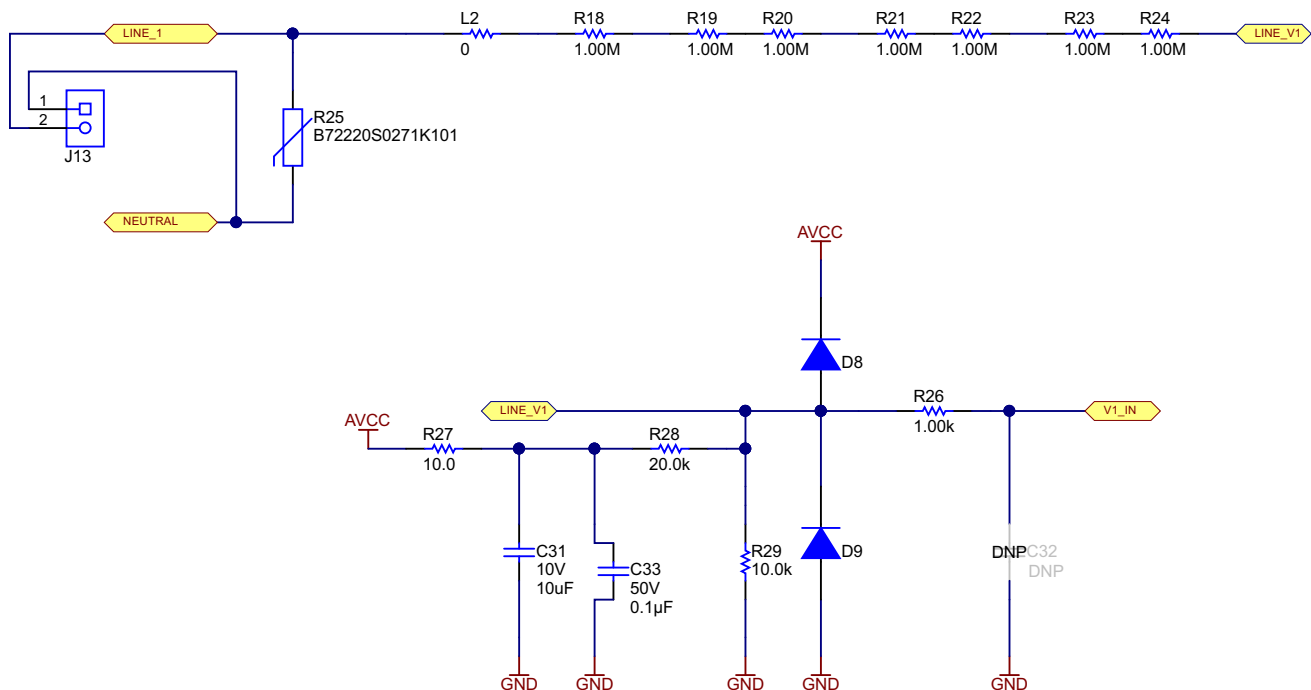 L2
0
R18
1.00M
R19
1.00M
R20
1.00M
R21
1.00M
R22
1.00M
R23
1.00M
R24
1.00M
LINE_1
LINE_V1
1
2
J13
R25
B72220S0271K101
NEUTRAL
AVCC
D8
LINE_V1
R26
1.00k
V1_IN
AVCC
R27
10.0
R28
20.0k
C31
10V
10uF
C33
50V
0.1µF
R29
10.0k
D9
DNP
C32
DNP
GND
GND
GND
GND
GND